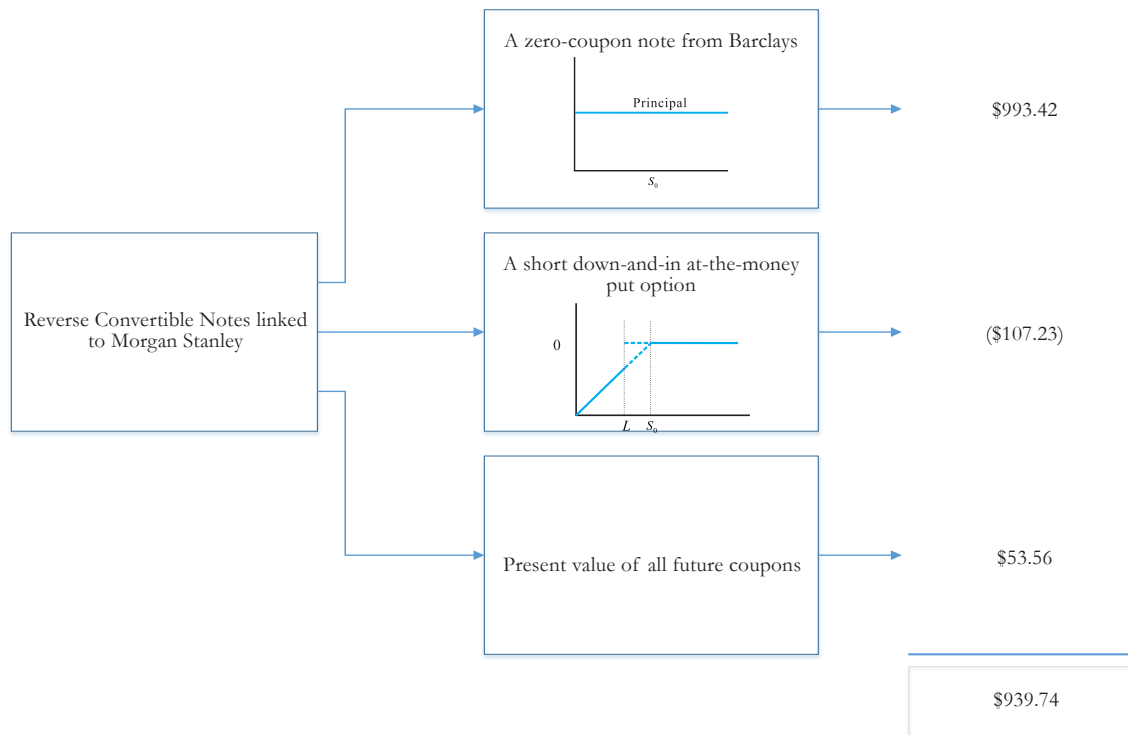 A zero-coupon note from Barclays
Principal
S₀
$993.42
Reverse Convertible Notes linked
to Morgan Stanley
A short down-and-in at-the-money
put option
0
L S₀
($107.23)
Present value of all future coupons
$53.56
$939.74